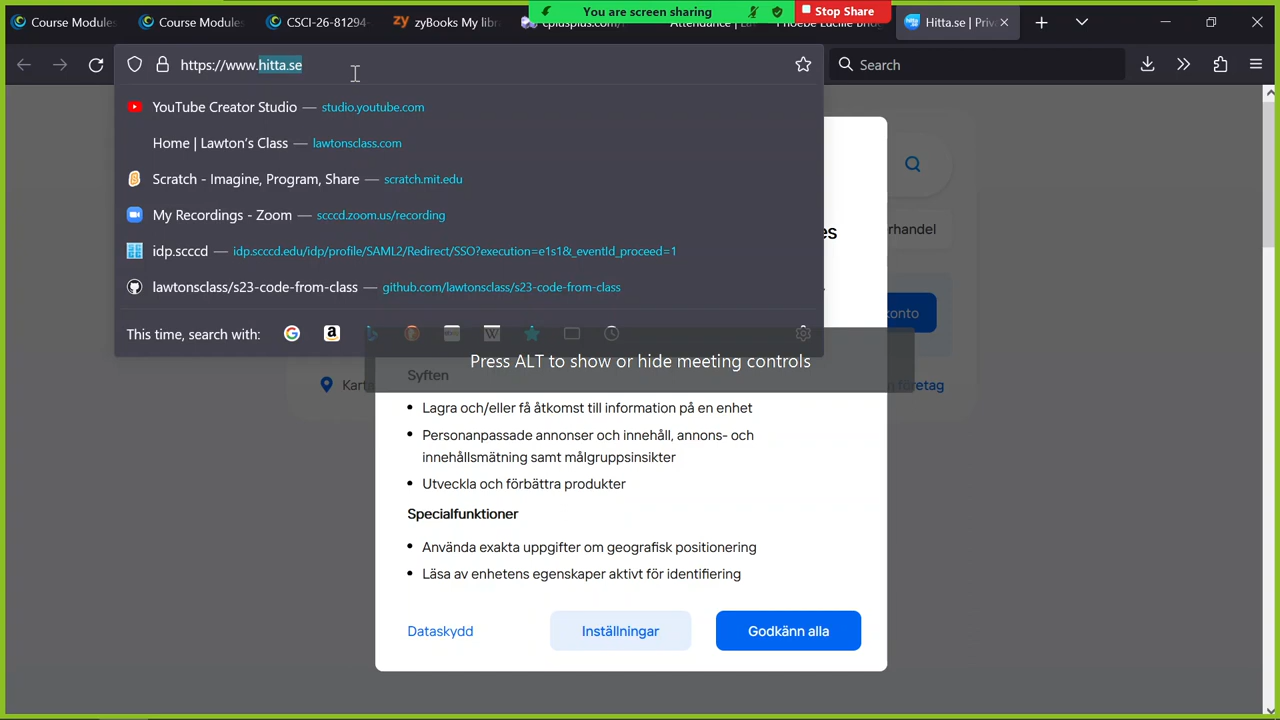 Course Modules
Course Modules
CSCI-26-81294-
zyBooks My libr
You are screen sharing
Stop Share
Hitta.se | Priva
https://www.hitta.se
Search
YouTube Creator Studio — studio.youtube.com
Home | Lawton's Class — lawtonsclass.com
Scratch - Imagine, Program, Share — scratch.mit.edu
My Recordings - Zoom — scccd.zoom.us/recording
es
rhandel
idp.scccd — idp.scccd.edu/idp/profile/SAML2/Redirect/SSO?execution=e1s1&_eventId_proceed=1
lawtonsclass/s23-code-from-class — github.com/lawtonsclass/s23-code-from-class
konto
This time, search with:
Press ALT to show or hide meeting controls
Syften
Karta
företag
Lagra och/eller få åtkomst till information på en enhet
Personanpassade annonser och innehåll, annons- och
innehållsmätning samt målgruppsinsikter
Utveckla och förbättra produkter
Specialfunktioner
Använda exakta uppgifter om geografisk positionering
Läsa av enhetens egenskaper aktivt för identifiering
Dataskydd
Inställningar
Godkänn alla